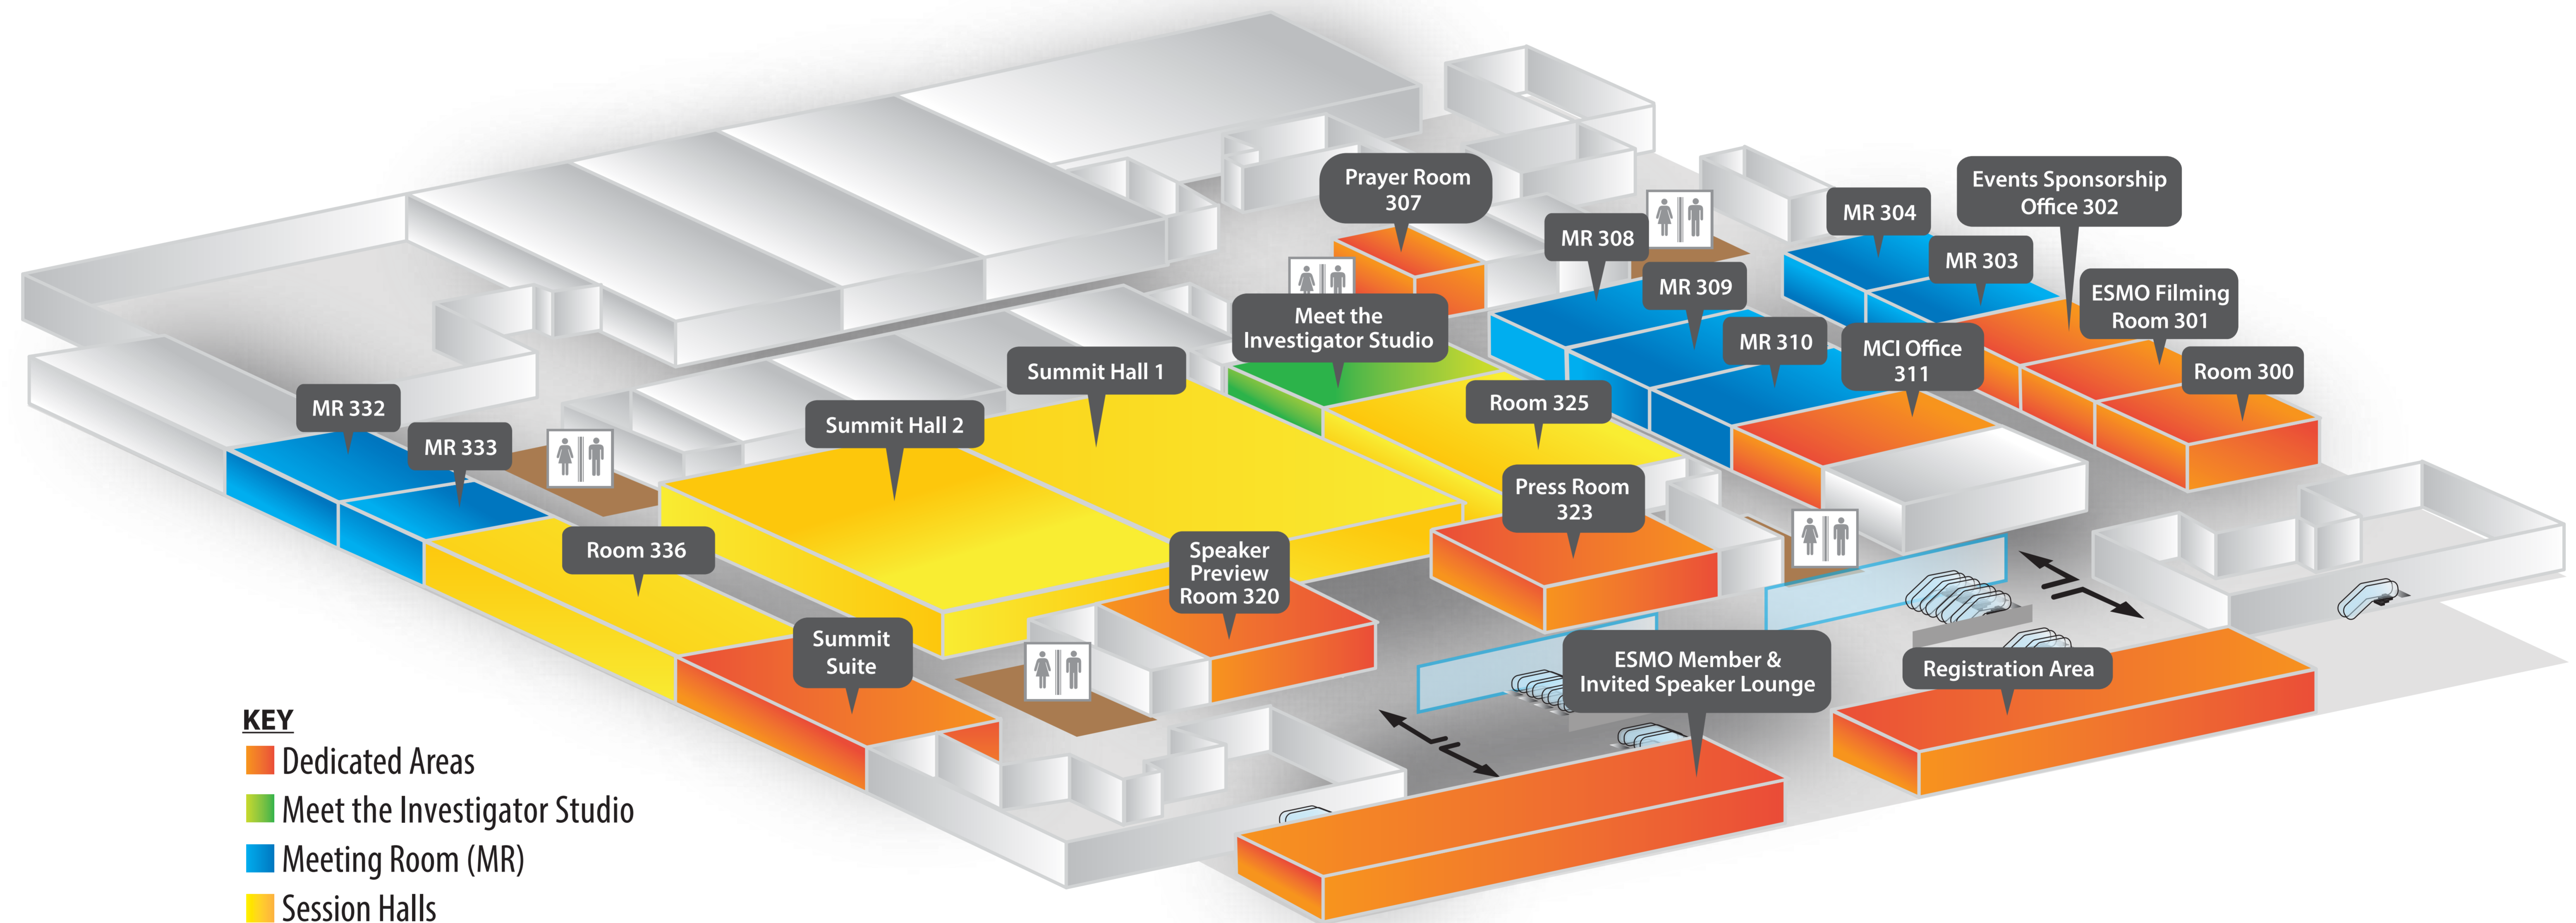 Prayer Room
307
MR 308
MR 309
MR 310
MR 304
MR 303
Events Sponsorship
Office 302
ESMO Filming
Room 301
Room 300
MCI Office
311
Meet the
Investigator Studio
Summit Hall 1
Summit Hall 2
Room 325
Press Room
323
MR 332
MR 333
Room 336
Speaker
Preview
Room 320
Summit
Suite
ESMO Member &
Invited Speaker Lounge
Registration Area
KEY
Dedicated Areas
Meet the Investigator Studio
Meeting Room (MR)
Session Halls